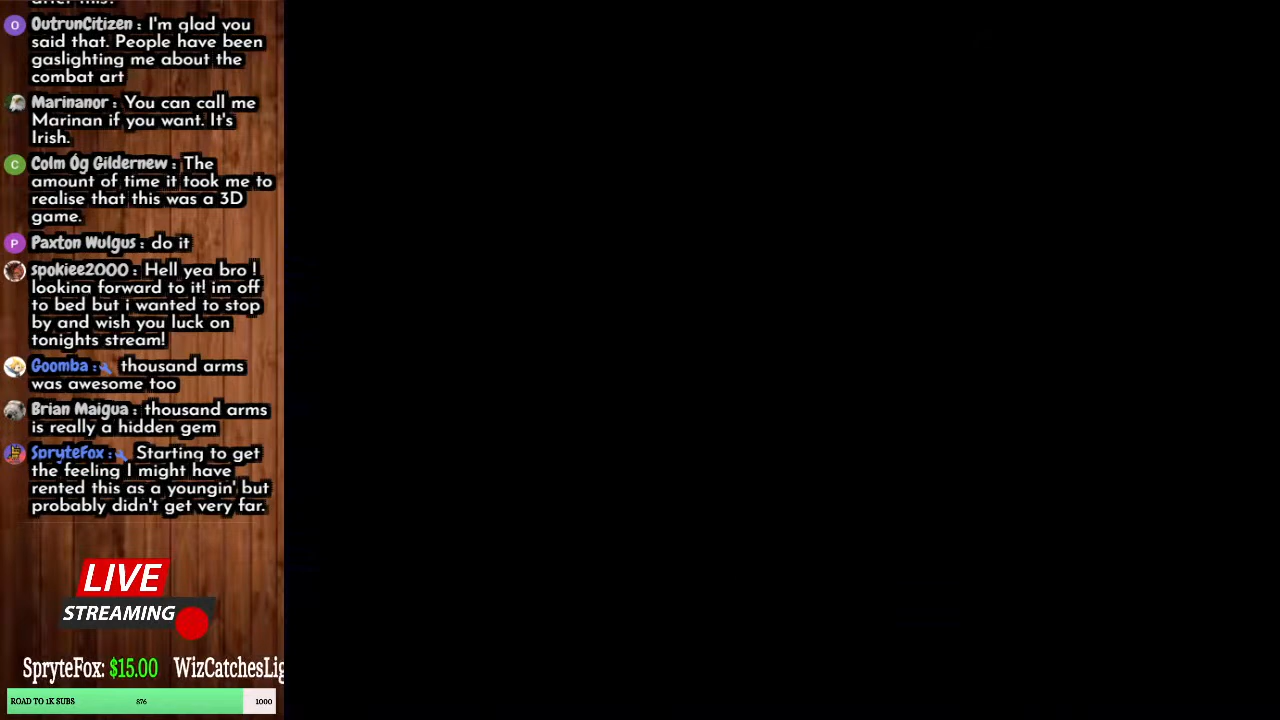 OutrunCitizen : I'm glad you
said that. People have been
gaslighting me about the
combat art
Marinanor : You can call me
Marinan if you want. It's
Irish.
C Colm Óg Gildernew : The
amount of time it took me to
realise that this was a 3D
game.
P Paxton Wulgus : do it
spokiee2000 : Hell yea bro !
looking forward to it! im off
to bed but i wanted to stop
by and wish you luck on
tonights stream!
Goomba : thousand arms
was awesome too
Brian Maigua : thousand arms
is really a hidden gem
SpryteFox : Starting to get
the feeling I might have
rented this as a youngin' but
probably didn't get very far.
LIVE
STREAMING
SpryteFox: $15.00 WizCatchesLig
ROAD TO 1K SUBS 876 1000